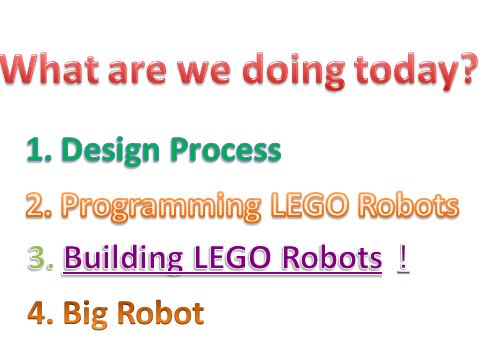 What are we doing today?
1. Design Process
2. Programming LEGO Robots
3. Building LEGO Robots !
4. Big Robot